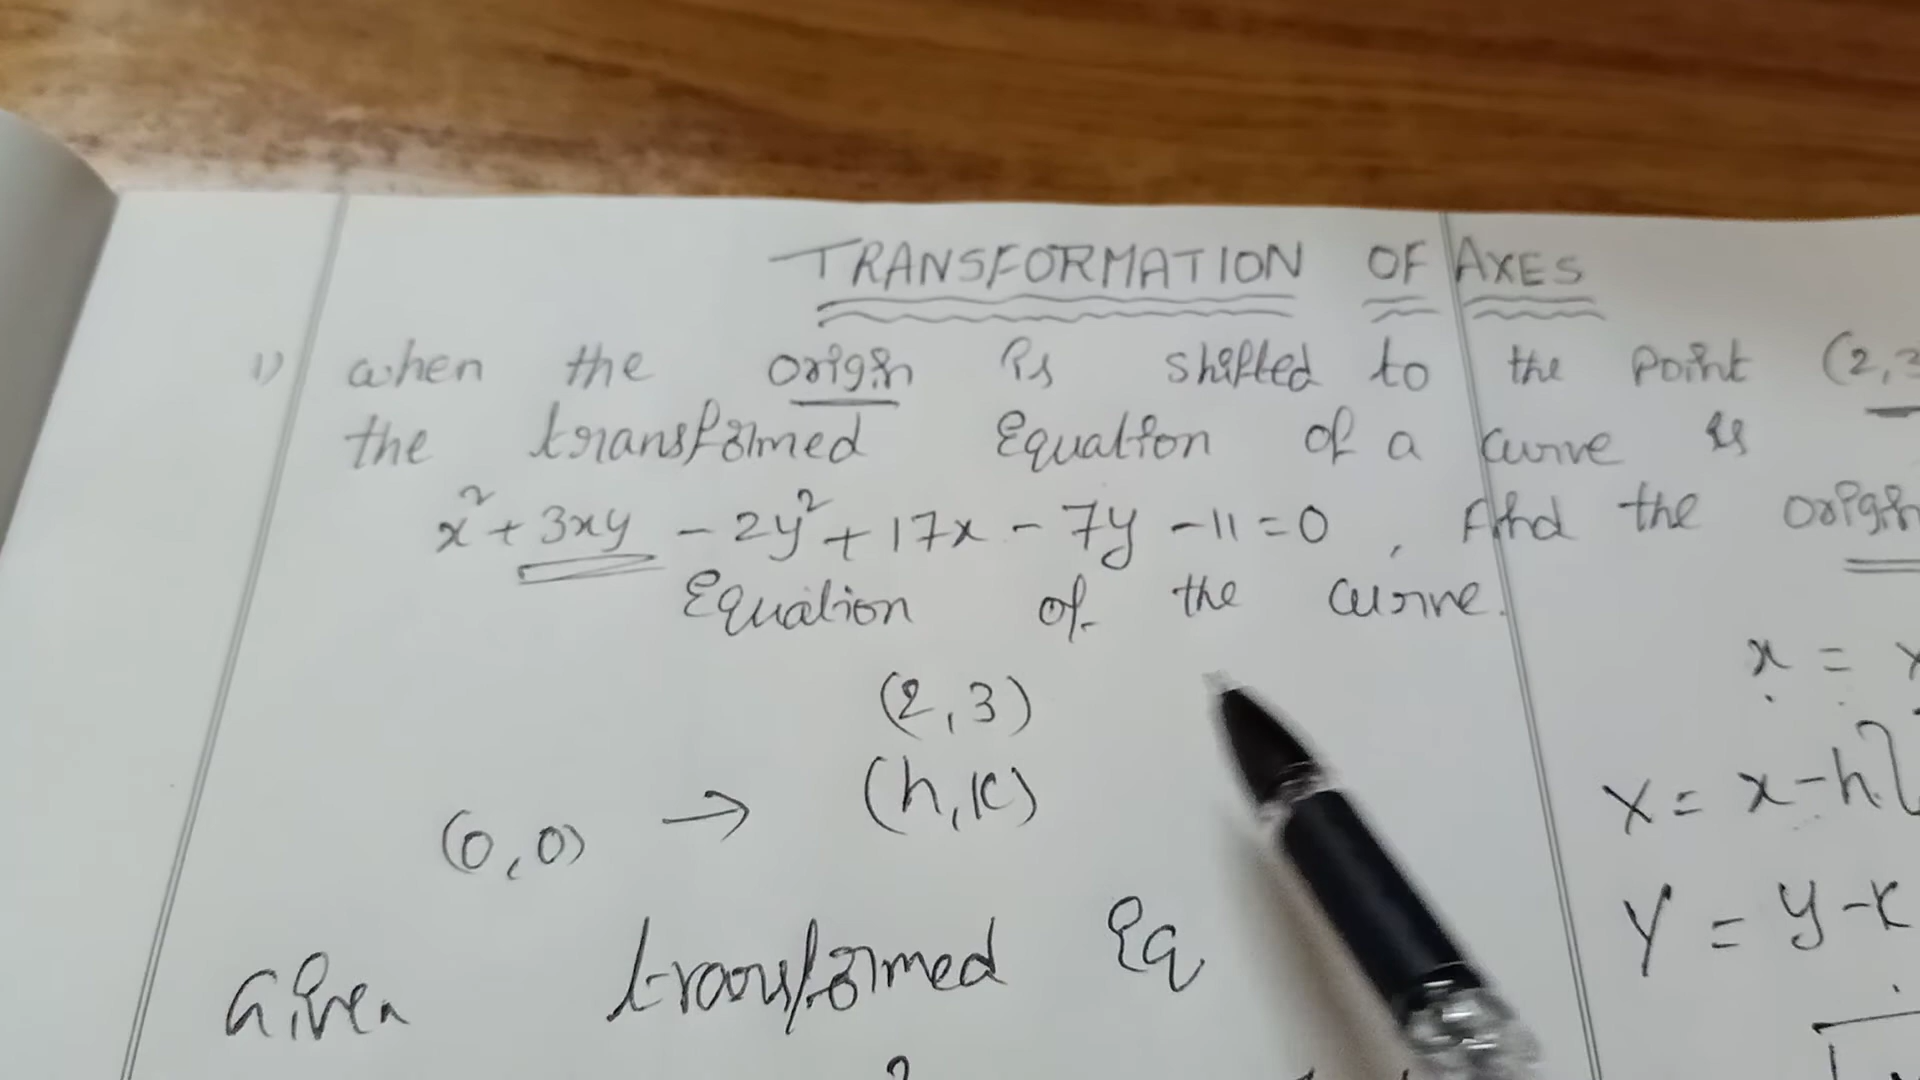 TRANSFORMATION OF AXES
1) when the origin is shifted to the point (2,3
the transformed Equation of a curve is
x² + 3xy - 2y² + 17x - 7y - 11 = 0 , find the origin
Equation of the curve.
(2,3)
(0,0) → (h,k)
x =
X = x-h
Y = y-k
Given transformed Eq
2